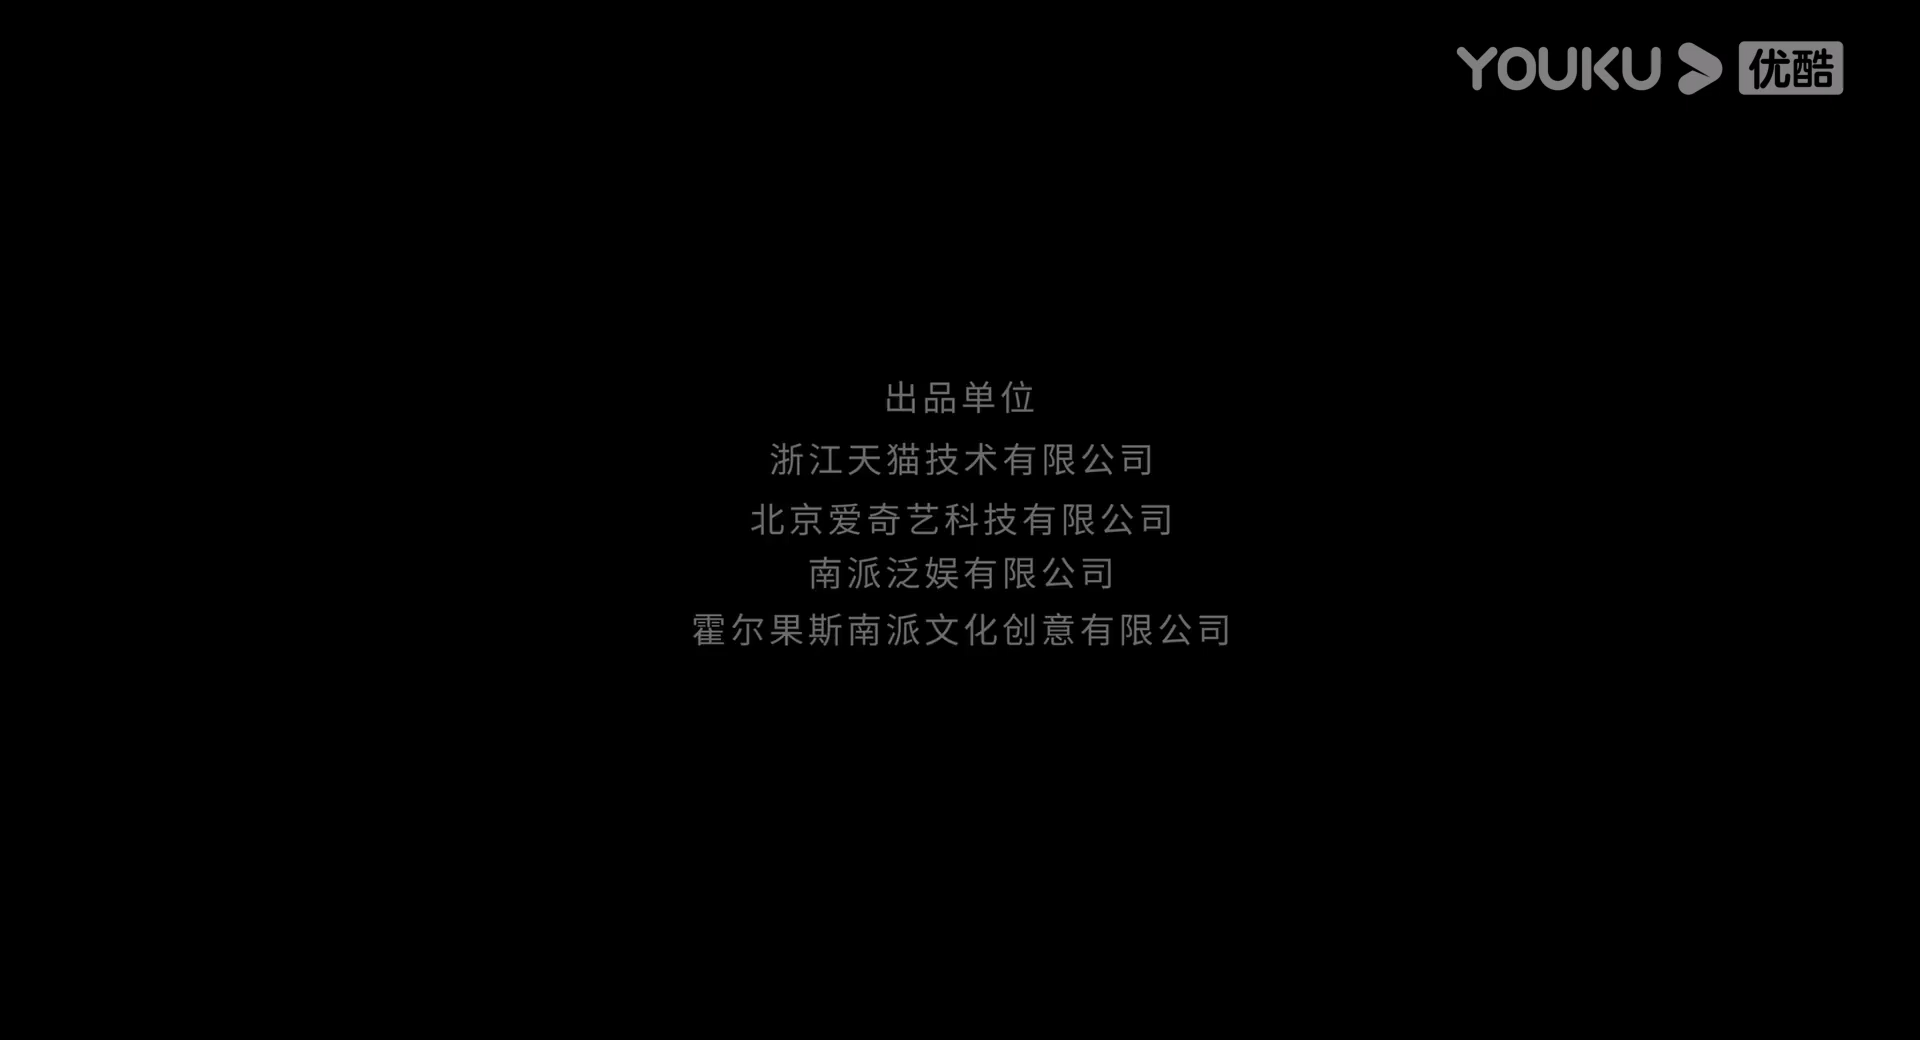 YOUKU 优酷
出品单位
浙江天猫技术有限公司
北京爱奇艺科技有限公司
南派泛娱有限公司
霍尔果斯南派文化创意有限公司